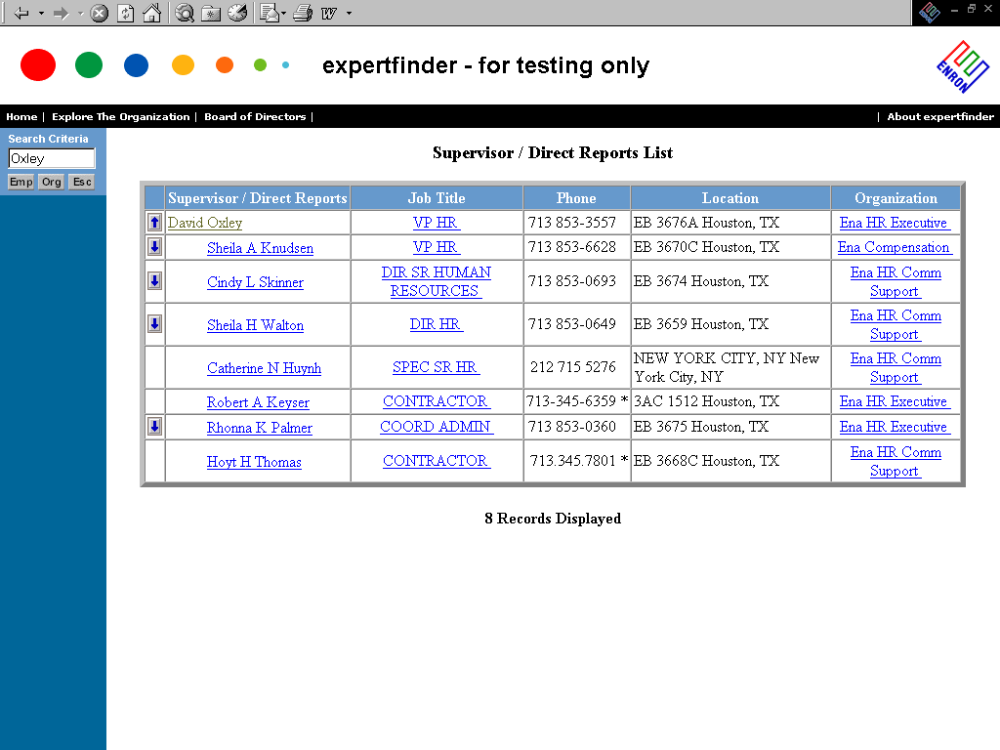 expertfinder - for testing only
ENRON
Home | Explore The Organization | Board of Directors | | About expertfinder
Search Criteria
Oxley
Emp Org Esc
Supervisor / Direct Reports List
Supervisor / Direct Reports Job Title Phone Location Organization
David Oxley VP HR 713 853-3557 EB 3676A Houston, TX Ena HR Executive
Sheila A Knudsen VP HR 713 853-6628 EB 3670C Houston, TX Ena Compensation
Cindy L Skinner DIR SR HUMAN RESOURCES 713 853-0693 EB 3674 Houston, TX Ena HR Comm Support
Sheila H Walton DIR HR 713 853-0649 EB 3659 Houston, TX Ena HR Comm Support
Catherine N Huynh SPEC SR HR 212 715 5276 NEW YORK CITY, NY New York City, NY Ena HR Comm Support
Robert A Keyser CONTRACTOR 713-345-6359 * 3AC 1512 Houston, TX Ena HR Executive
Rhonna K Palmer COORD ADMIN 713 853-0360 EB 3675 Houston, TX Ena HR Executive
Hoyt H Thomas CONTRACTOR 713.345.7801 * EB 3668C Houston, TX Ena HR Comm Support
8 Records Displayed